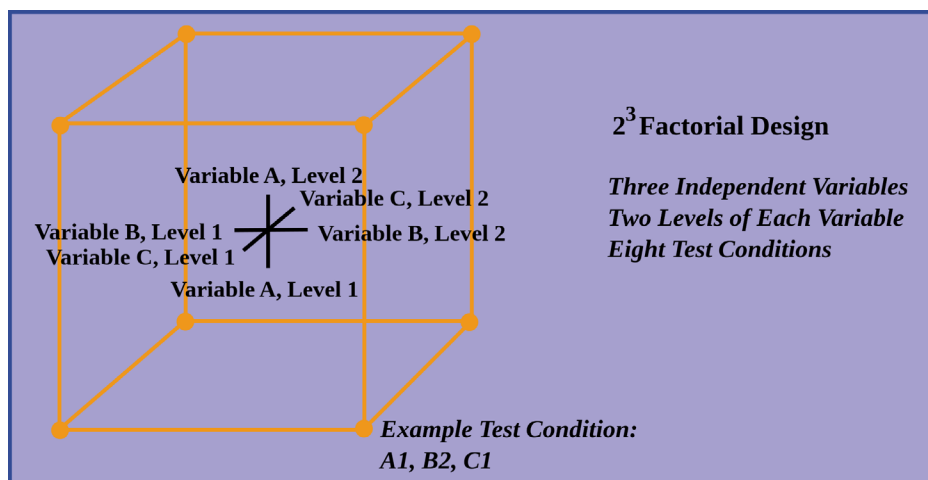 2³ Factorial Design
Variable A, Level 2
Variable C, Level 2
Variable B, Level 1
Variable B, Level 2
Variable C, Level 1
Variable A, Level 1
Three Independent Variables
Two Levels of Each Variable
Eight Test Conditions
Example Test Condition:
A1, B2, C1